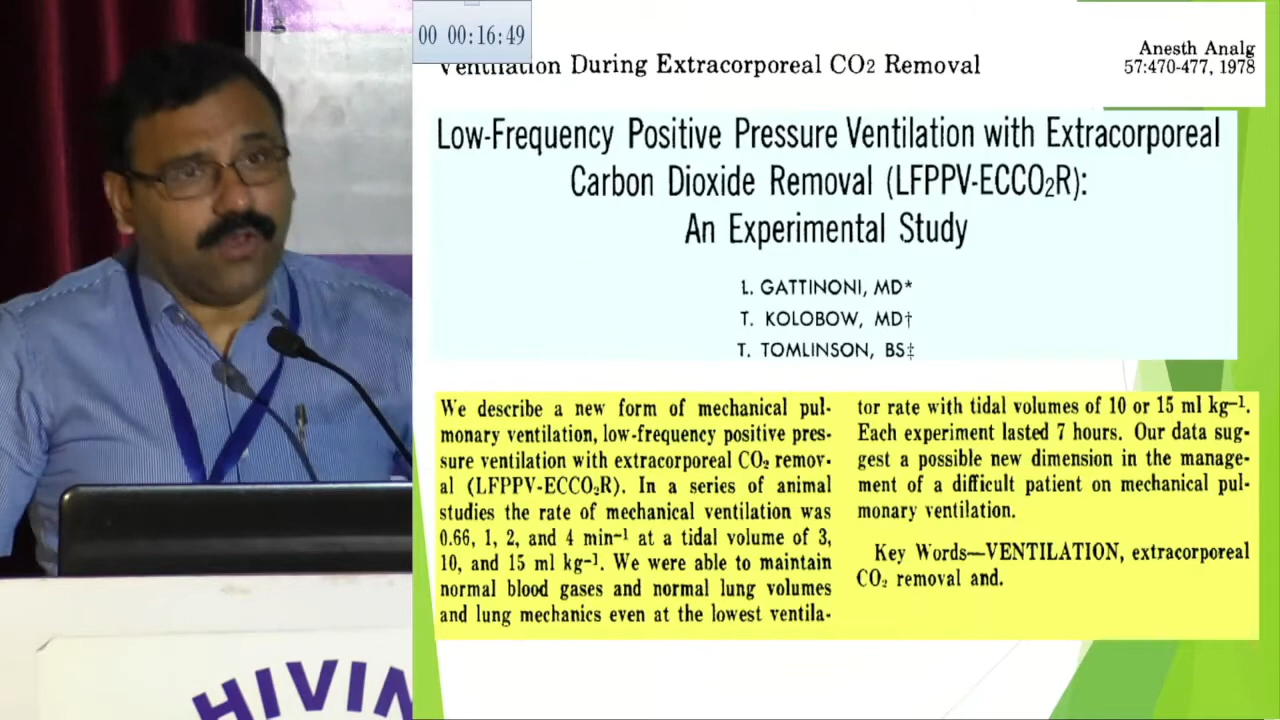 00 00:16:49
Ventilation During Extracorporeal CO2 Removal
Anesth Analg
57:470-477, 1978
Low-Frequency Positive Pressure Ventilation with Extracorporeal
Carbon Dioxide Removal (LFPPV-ECCO2R):
An Experimental Study
L. GATTINONI, MD*
T. KOLOBOW, MD†
T. TOMLINSON, BS‡
We describe a new form of mechanical pul-
monary ventilation, low-frequency positive pres-
sure ventilation with extracorporeal CO2 remov-
al (LFPPV-ECCO2R). In a series of animal
studies the rate of mechanical ventilation was
0.66, 1, 2, and 4 min-1 at a tidal volume of 3,
10, and 15 ml kg-1. We were able to maintain
normal blood gases and normal lung volumes
and lung mechanics even at the lowest ventila-
tor rate with tidal volumes of 10 or 15 ml kg-1.
Each experiment lasted 7 hours. Our data sug-
gest a possible new dimension in the manage-
ment of a difficult patient on mechanical pul-
monary ventilation.
Key Words—VENTILATION, extracorporeal
CO2 removal and.